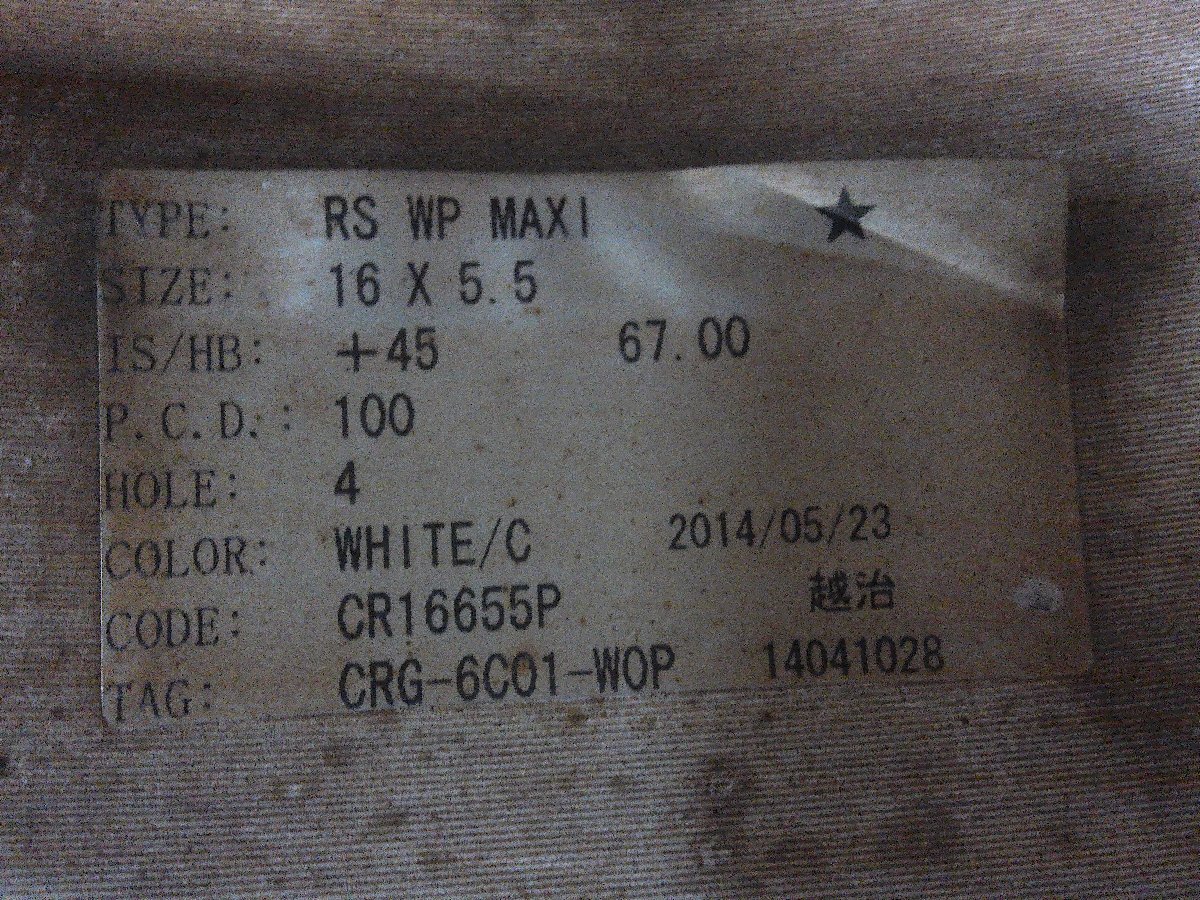 TYPE: RS WP MAXI ★
SIZE: 16 X 5.5
IS/HB: +45 67.00
P.C.D.: 100
HOLE: 4
COLOR: WHITE/C 2014/05/23
CODE: CR16655P 越治
TAG: CRG-6C01-WOP 14041028